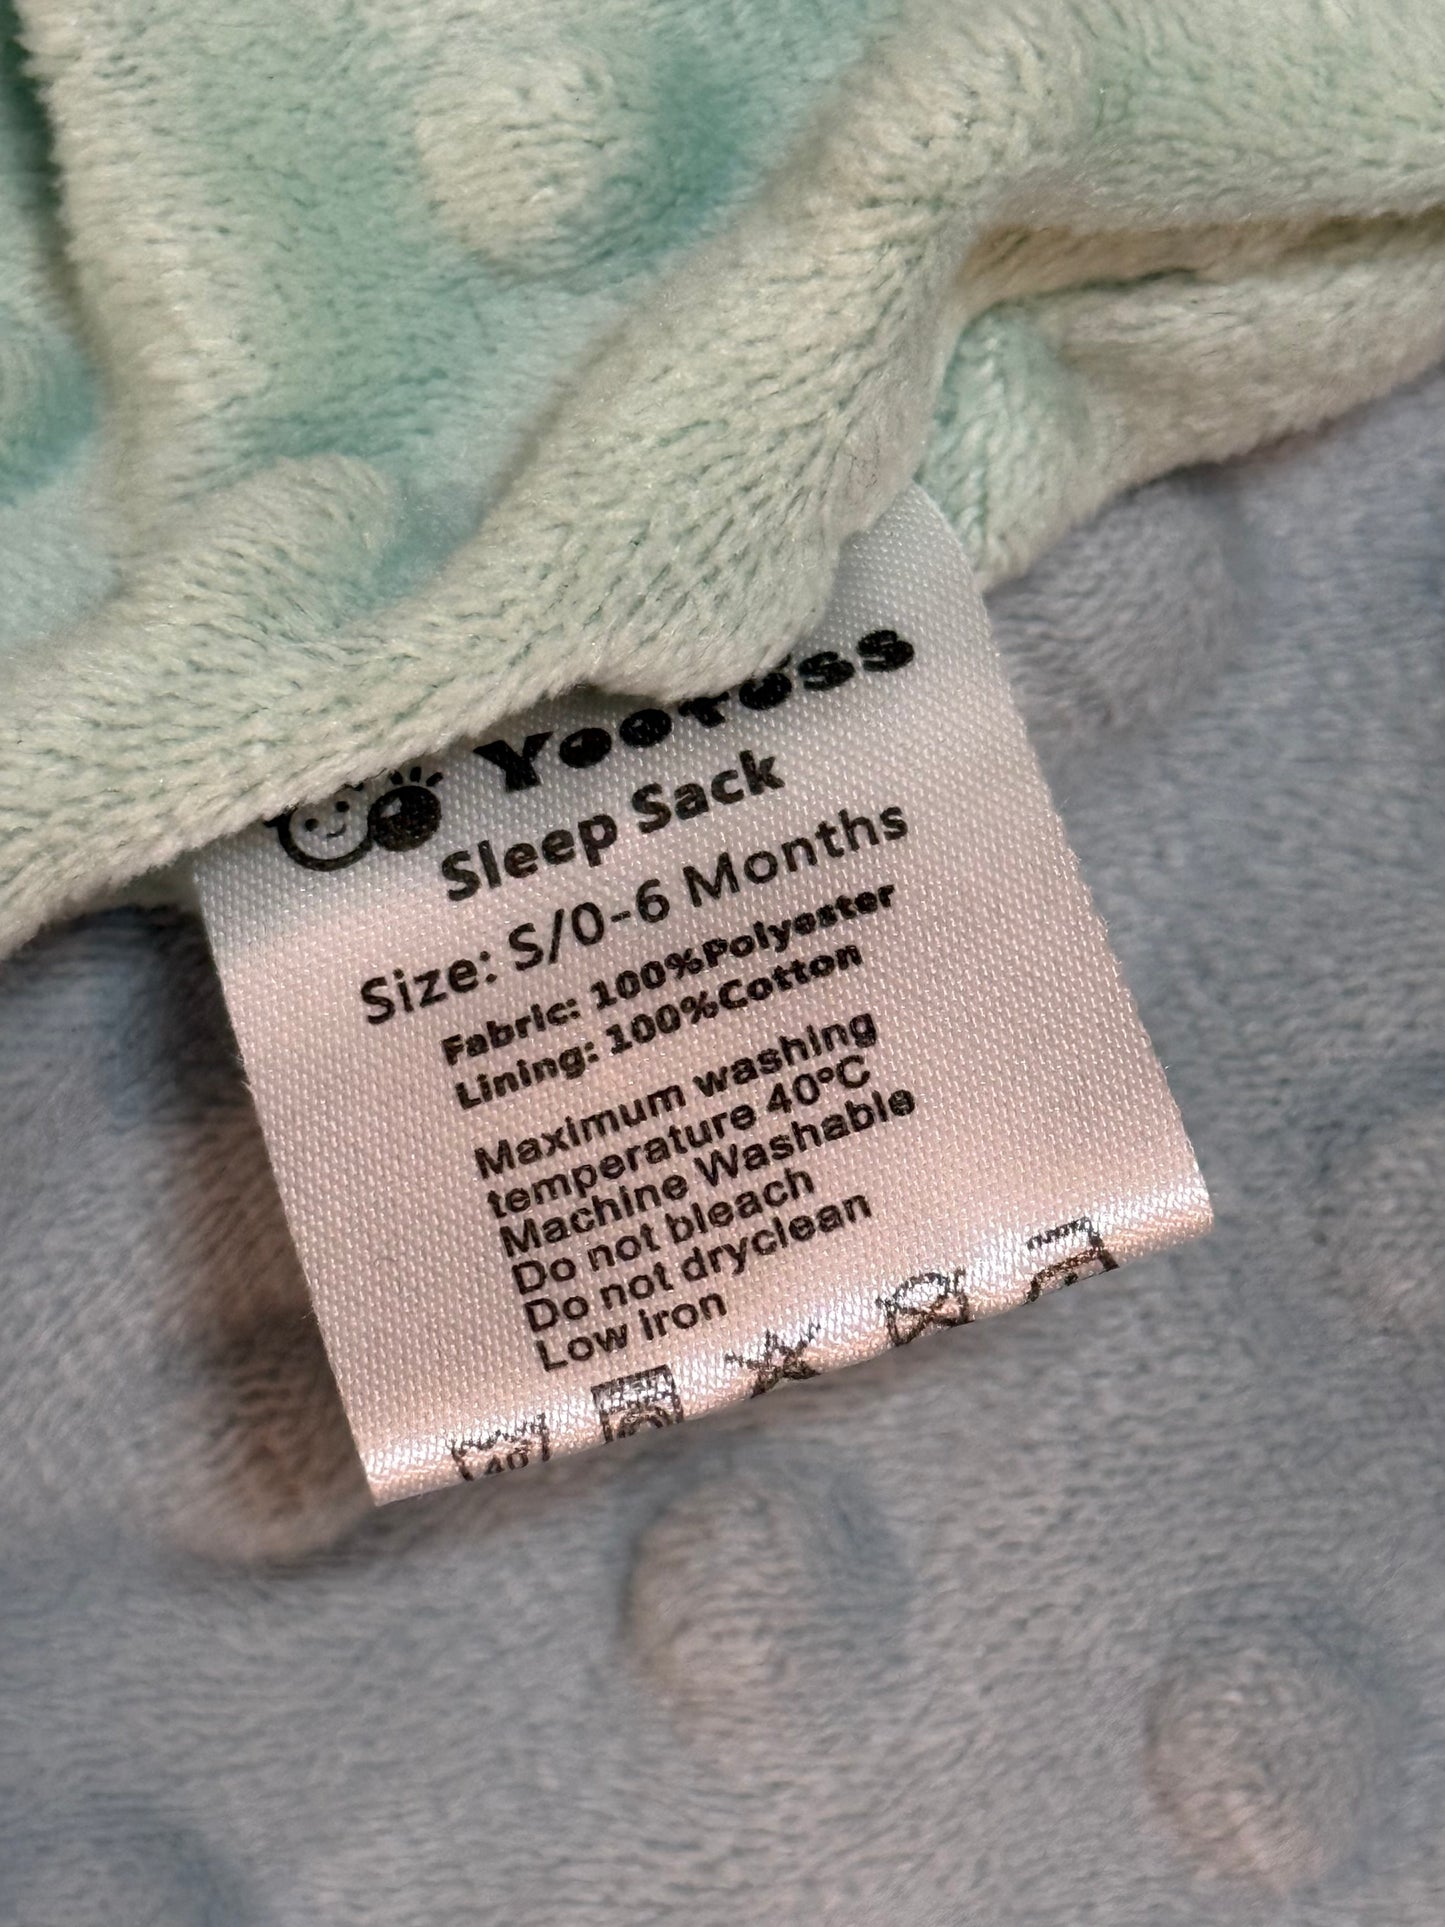 Yoofoss
Sleep Sack
Size: S/0-6 Months
Fabric: 100%Polyester
Lining: 100%Cotton
Maximum washing
temperature 40°C
Machine Washable
Do not bleach
Do not dryclean
Low iron
40